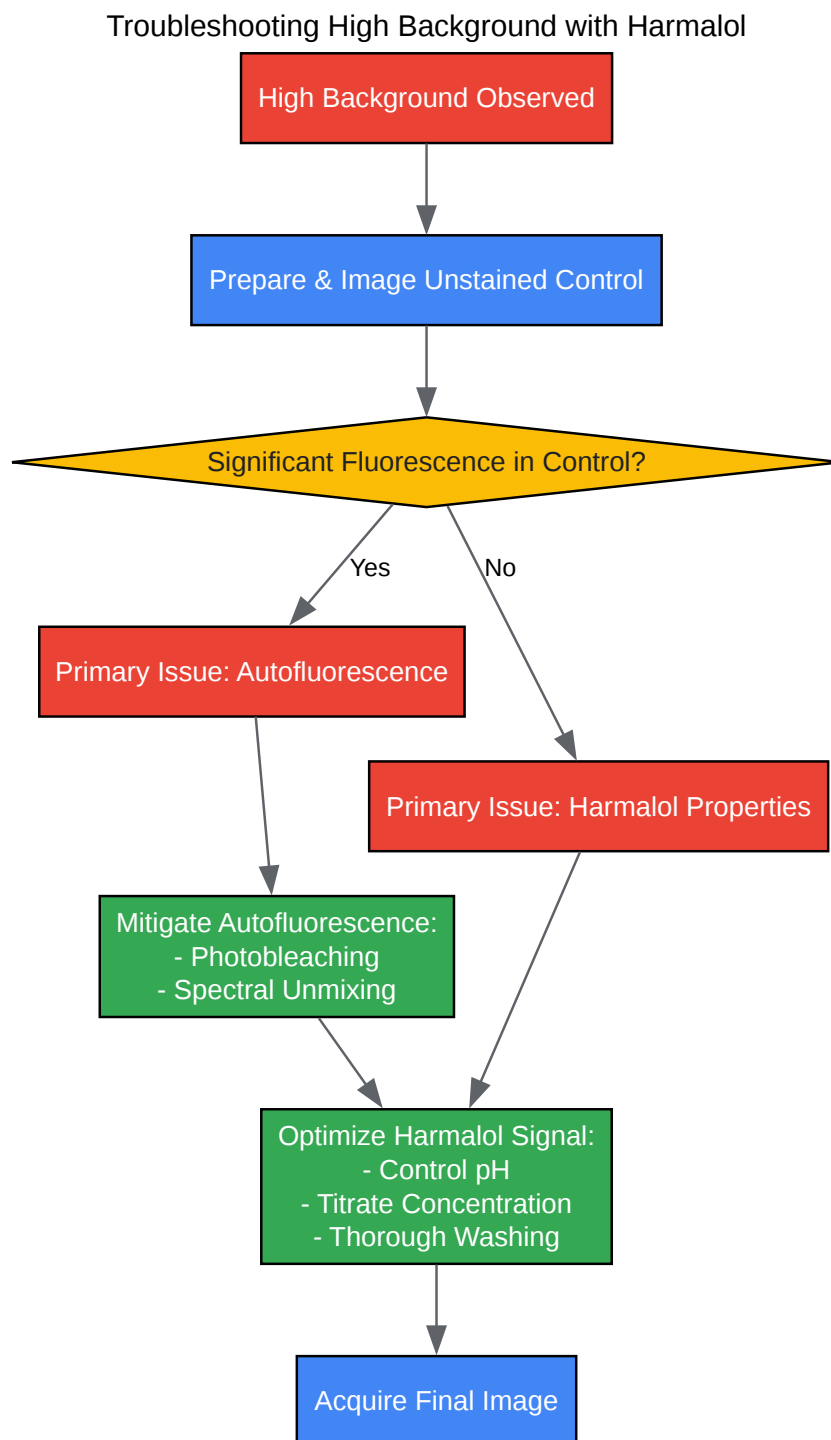 Troubleshooting High Background with Harmalol
High Background Observed
Prepare & Image Unstained Control
Significant Fluorescence in Control?
Yes
No
Primary Issue: Autofluorescence
Primary Issue: Harmalol Properties
Mitigate Autofluorescence:
- Photobleaching
- Spectral Unmixing
Optimize Harmalol Signal:
- Control pH
- Titrate Concentration
- Thorough Washing
Acquire Final Image